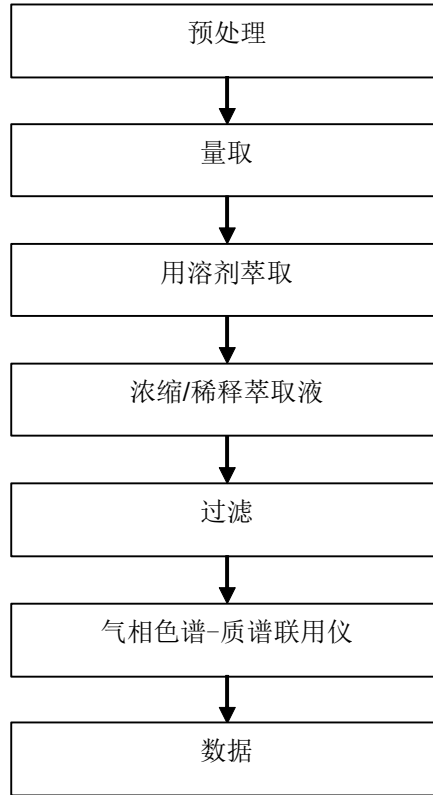 预处理
量取
用溶剂萃取
浓缩/稀释萃取液
过滤
气相色谱-质谱联用仪
数据